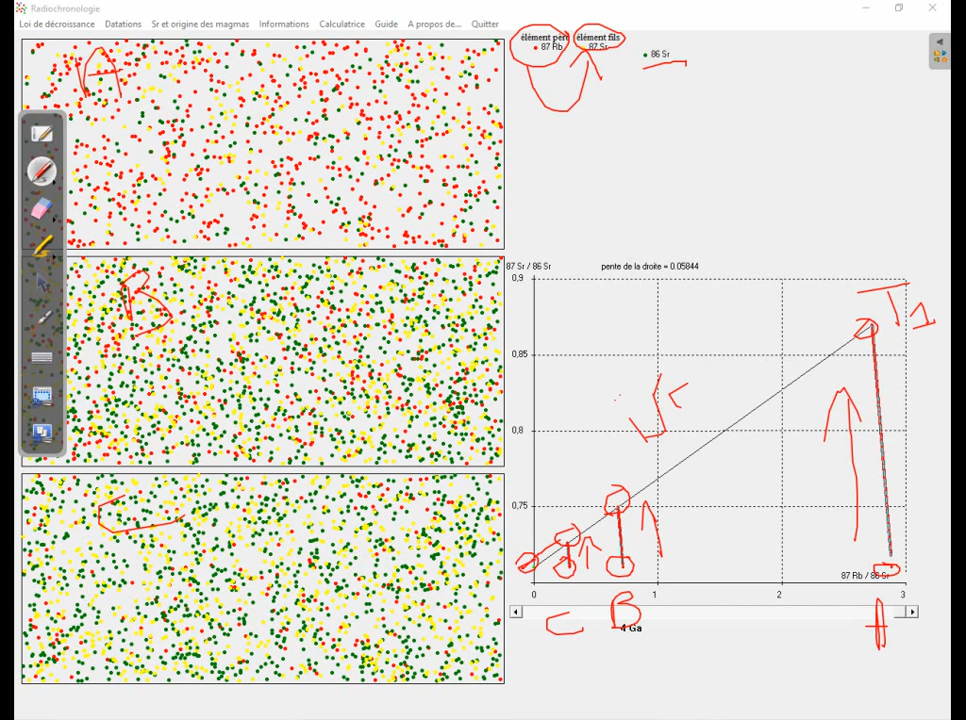 Radiochronologie
Loi de décroissance Datations Sr et origine des magmas Informations Calculatrice Guide A propos de... Quitter
élément père élément fils
87 Rb 87 Sr 86 Sr
A
B
C
87 Sr / 86 Sr pente de la droite = 0.05844
0,9
0,85
0,8
0,75
T1
87 Rb / 86 Sr
0 1 2 3
C B A
4 Ga